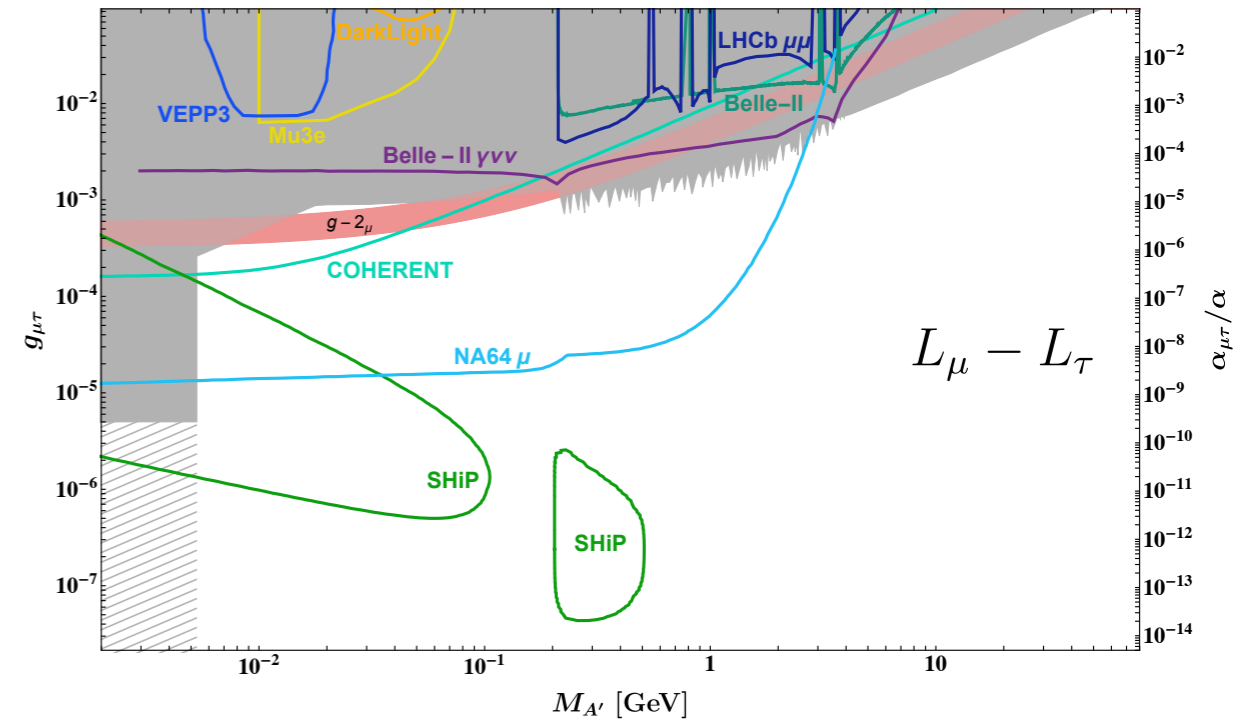 DarkLight
LHCb μμ
VEPP3
Mu3e
Belle-II
Belle – II γνν
g – 2μ
COHERENT
NA64 μ
Lμ − Lτ
SHiP
SHiP
gμτ
10⁻²
10⁻³
10⁻⁴
10⁻⁵
10⁻⁶
10⁻⁷
αμτ/α
10⁻²
10⁻³
10⁻⁴
10⁻⁵
10⁻⁶
10⁻⁷
10⁻⁸
10⁻⁹
10⁻¹⁰
10⁻¹¹
10⁻¹²
10⁻¹³
10⁻¹⁴
10⁻² 10⁻¹ 1 10
MA′ [GeV]